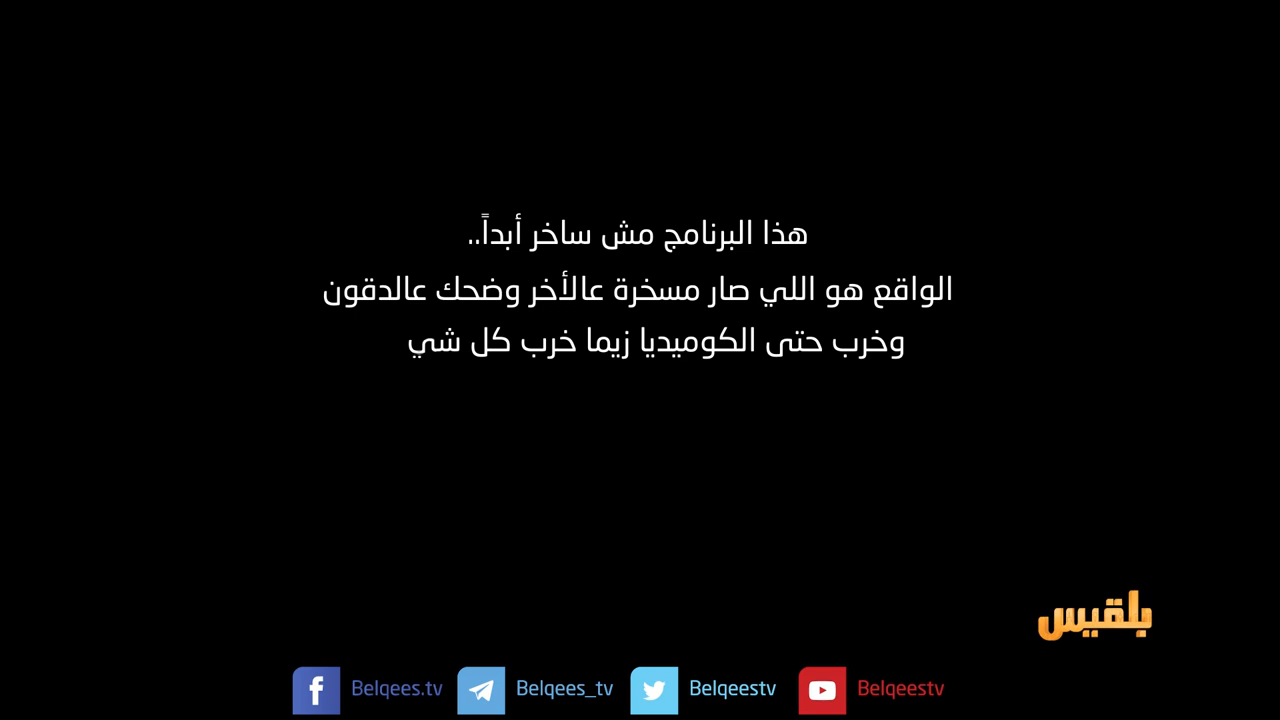 هذا البرنامج مش ساخر أبداً..
الواقع هو اللي صار مسخرة عالأخر وضحك عالدقون
وخرب حتى الكوميديا زيما خرب كل شي
بلقيس
Belqees.tv Belqees_tv Belqeestv Belqeestv